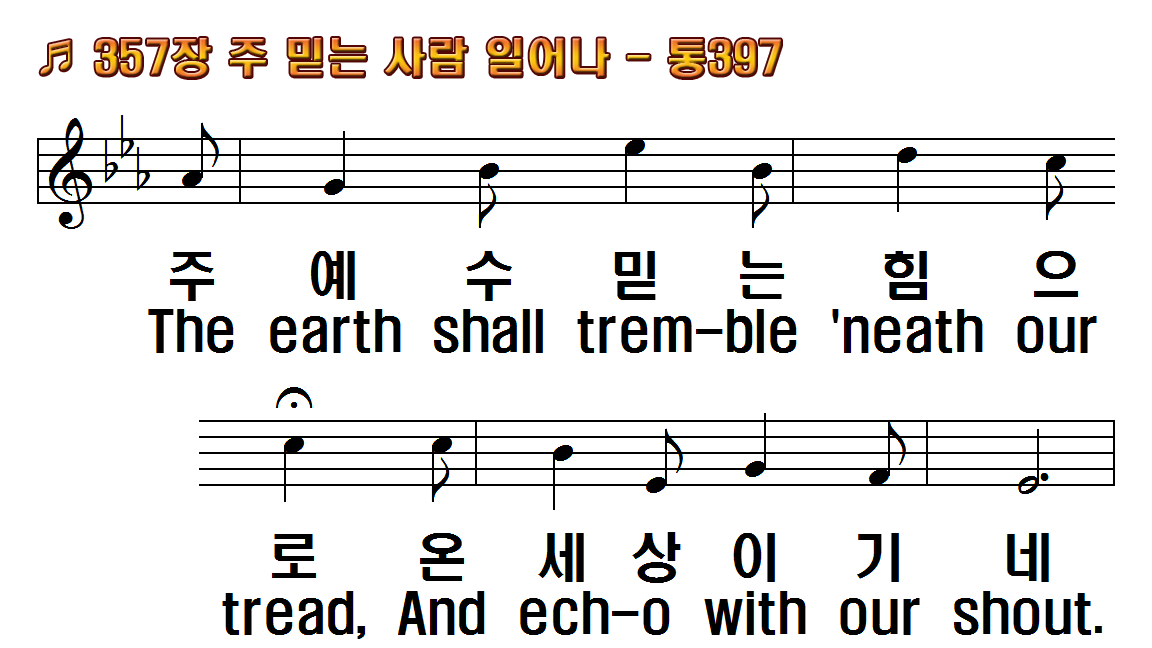 ♬ 357장 주 믿는 사람 일어나 - 통397
주 예 수 믿 는 힘 으
The earth shall trem-ble 'neath our
로 온 세 상 이 기 네
tread, And ech-o with our shout.